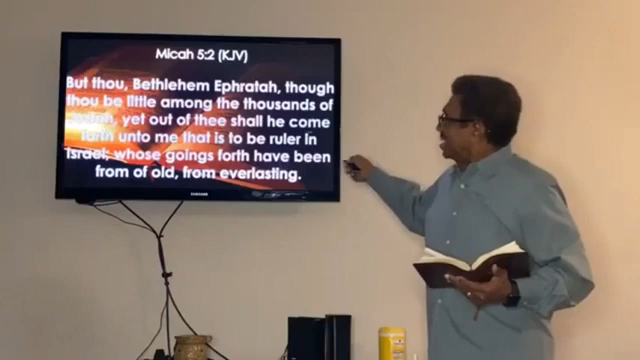 Micah 5:2 (KJV)
But thou, Bethlehem Ephratah, though
thou be little among the thousands of
Judah, yet out of thee shall he come
forth unto me that is to be ruler in
Israel; whose goings forth have been
from of old, from everlasting.
SAMSUNG